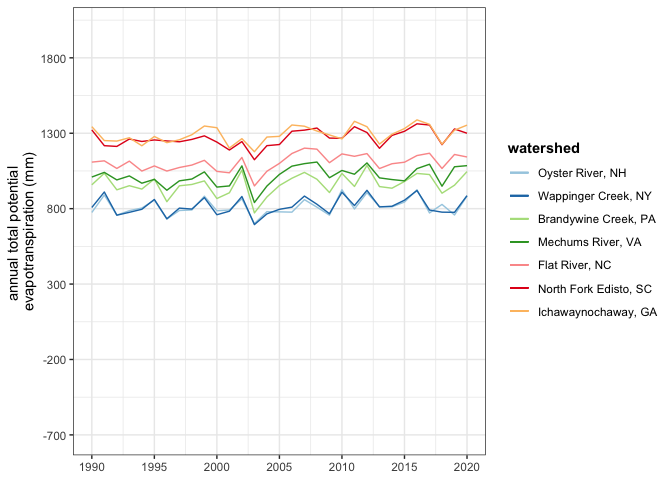 annual total potential
evapotranspiration (mm)
1800
1300
800
300
-200
-700
1990
1995
2000
2005
2010
2015
2020
watershed
Oyster River, NH
Wappinger Creek, NY
Brandywine Creek, PA
Mechums River, VA
Flat River, NC
North Fork Edisto, SC
Ichawaynochaway, GA